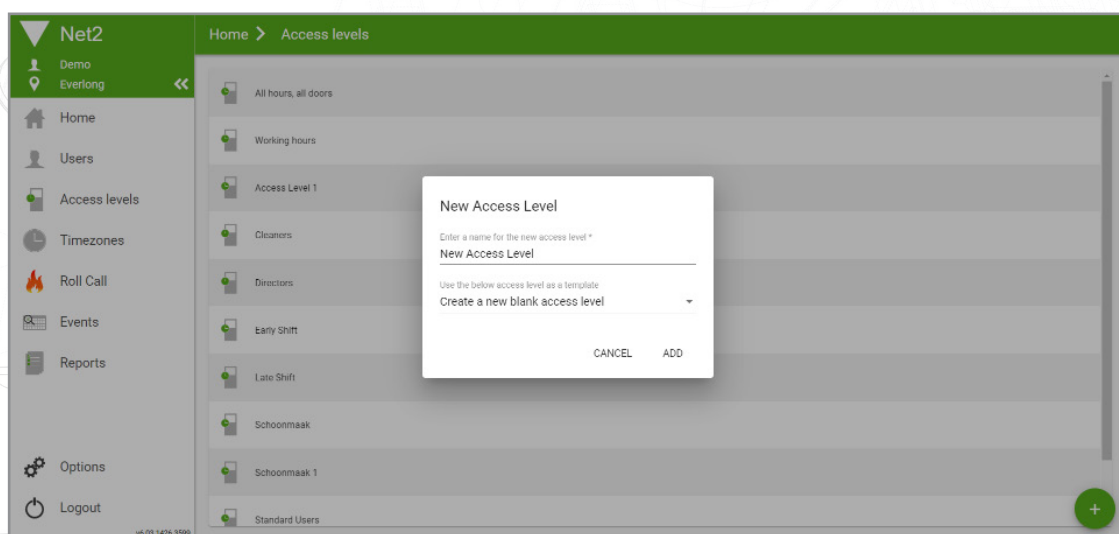 Net2
Home > Access levels
Demo
Everlong
Home
Users
Access levels
Timezones
Roll Call
Events
Reports
Options
Logout
All hours, all doors
Working hours
Access Level 1
Cleaners
Directors
Early Shift
Late Shift
Schoonmaak
Schoonmaak 1
Standard Users
New Access Level
Enter a name for the new access level *
New Access Level
Use the below access level as a template
Create a new blank access level
CANCEL ADD